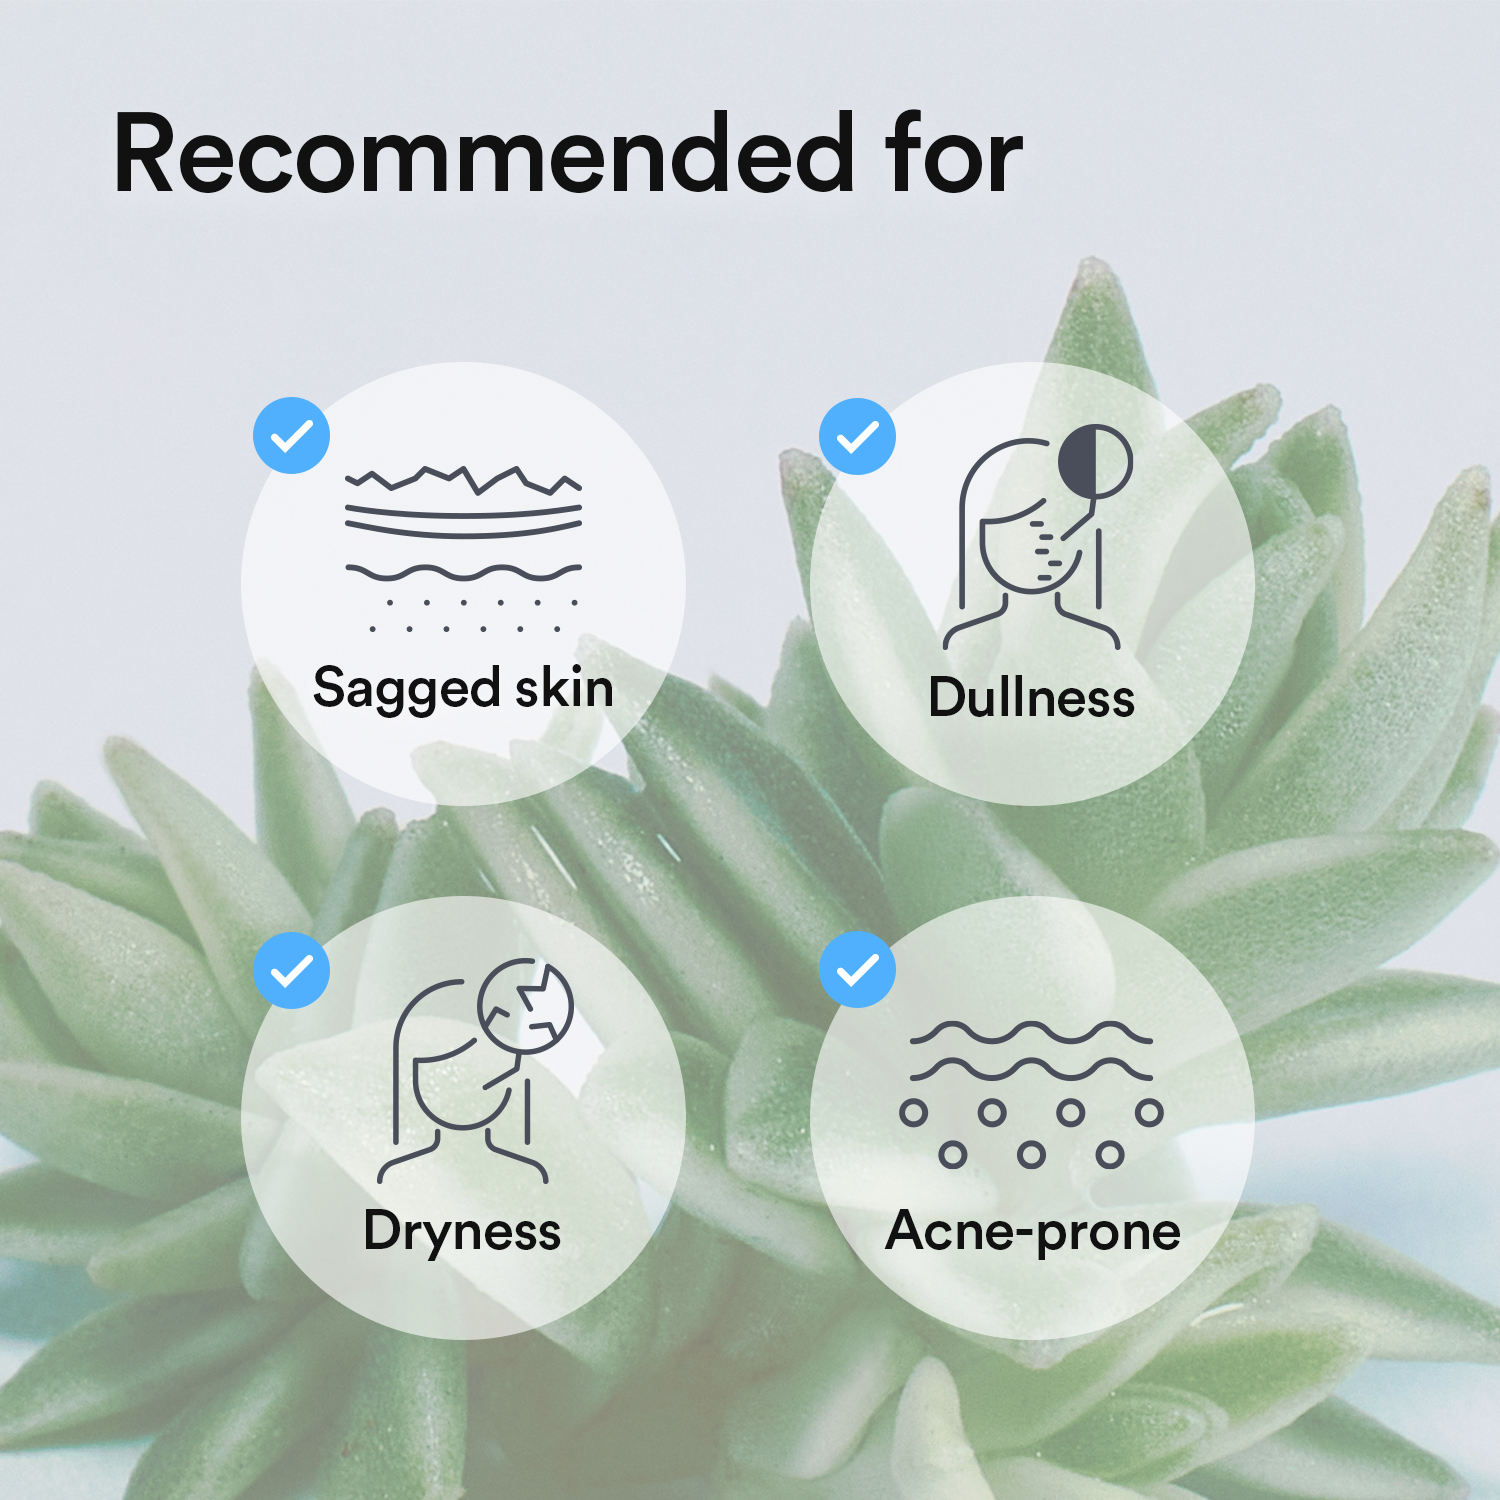 Recommended for
Sagged skin
Dullness
Dryness
Acne-prone